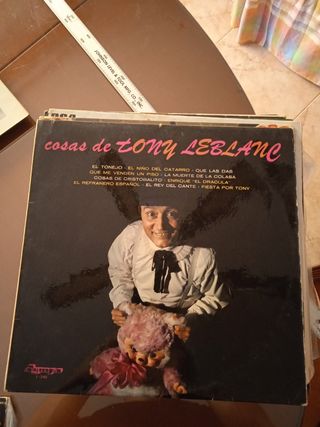 cosas de TONY LEBLANC
EL TONEJO - EL NIÑO DEL CATARRO - QUE LAS DAS
QUE ME VENDEN UN PISO - LA MUERTE DE LA COLASA
COSAS DE CRISTOBALITO - ENRIQUE "EL DRACULA"
EL REFRANERO ESPAÑOL - EL REY DEL CANTE - FIESTA POR TONY